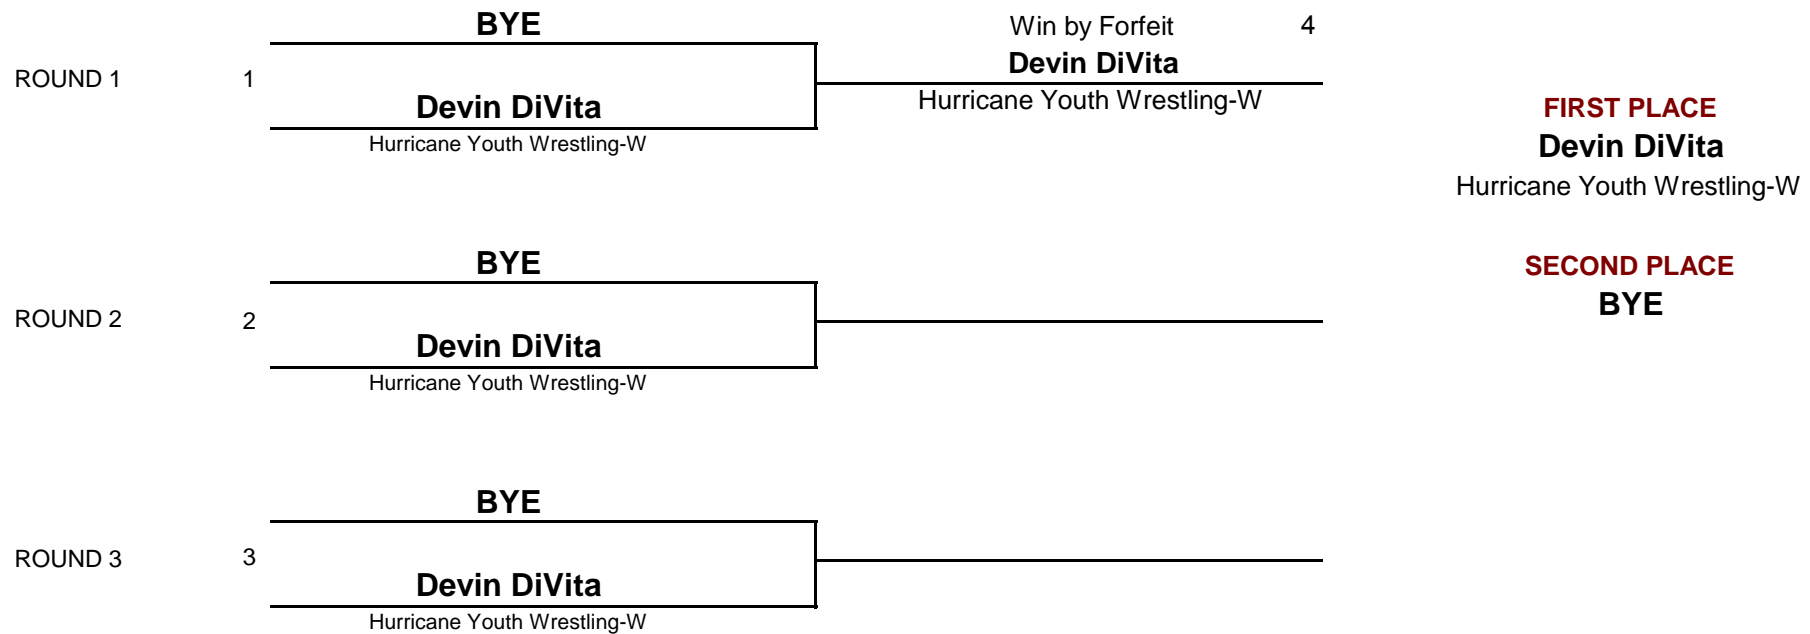 BYE
Win by Forfeit 4
Devin DiVita
ROUND 1 1
Devin DiVita
Hurricane Youth Wrestling-W
Hurricane Youth Wrestling-W
FIRST PLACE
Devin DiVita
Hurricane Youth Wrestling-W
BYE
SECOND PLACE
BYE
ROUND 2 2
Devin DiVita
Hurricane Youth Wrestling-W
BYE
ROUND 3 3
Devin DiVita
Hurricane Youth Wrestling-W